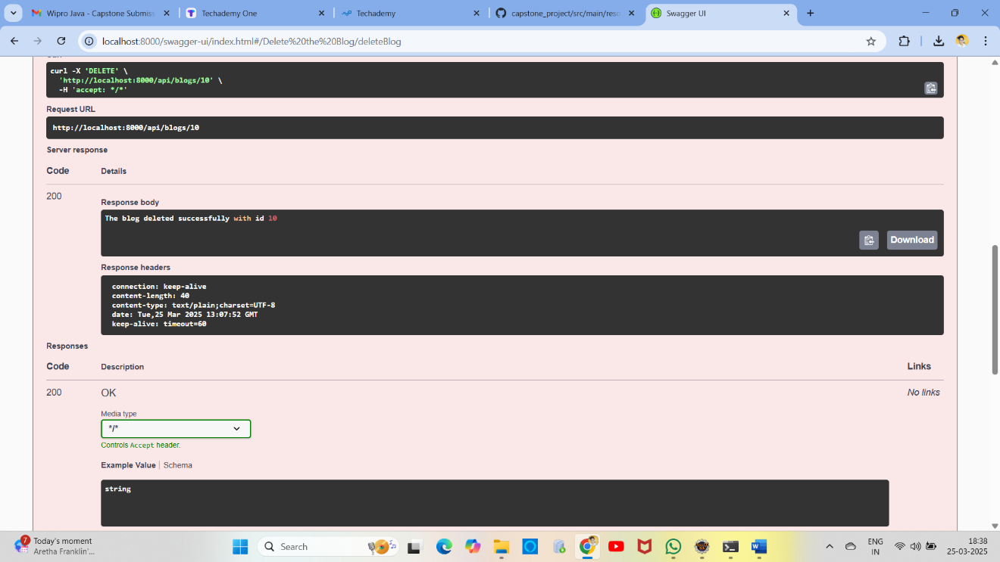 Wipro Java - Capstone Submiss
Techademy One
Techademy
capstone_project/src/main/reso
Swagger UI
localhost:8000/swagger-ui/index.html#/Delete%20the%20Blog/deleteBlog
curl -X 'DELETE' \
'http://localhost:8000/api/blogs/10' \
-H 'accept: */*'
Request URL
http://localhost:8000/api/blogs/10
Server response
Code Details
200
Response body
The blog deleted successfully with id 10
Download
Response headers
connection: keep-alive
content-length: 40
content-type: text/plain;charset=UTF-8
date: Tue,25 Mar 2025 13:07:52 GMT
keep-alive: timeout=60
Responses
Code Description Links
200 OK No links
Media type
*/*
Controls Accept header.
Example Value Schema
string
7
Today's moment
Aretha Franklin'...
Search
ENG
IN
18:38
25-03-2025